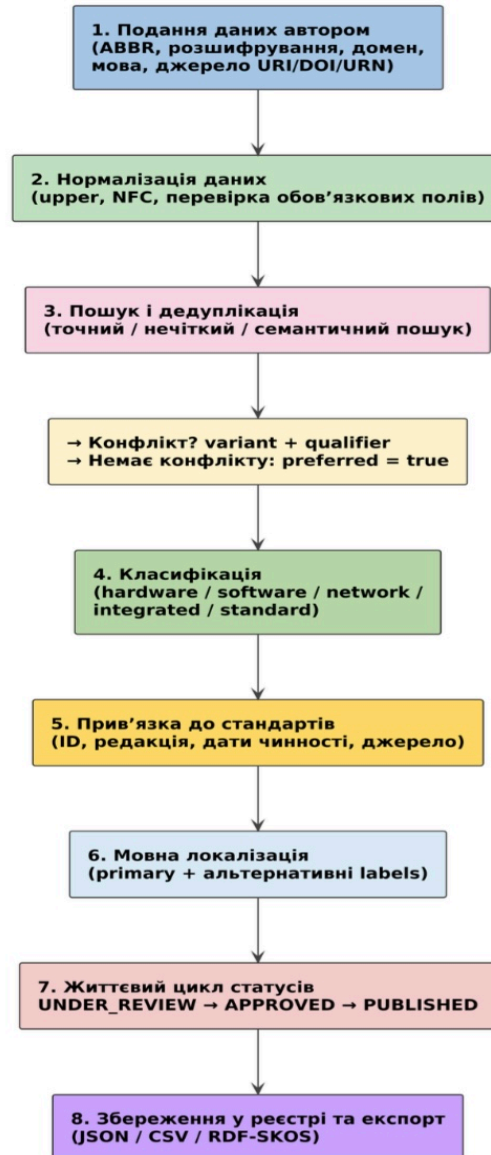 1. Подання даних автором
(ABBR, розшифрування, домен,
мова, джерело URI/DOI/URN)
2. Нормалізація даних
(upper, NFC, перевірка обов’язкових полів)
3. Пошук і дедуплікація
(точний / нечіткий / семантичний пошук)
→ Конфлікт? variant + qualifier
→ Немає конфлікту: preferred = true
4. Класифікація
(hardware / software / network /
integrated / standard)
5. Прив’язка до стандартів
(ID, редакція, дати чинності, джерело)
6. Мовна локалізація
(primary + альтернативні labels)
7. Життєвий цикл статусів
UNDER_REVIEW → APPROVED → PUBLISHED
8. Збереження у реєстрі та експорт
(JSON / CSV / RDF-SKOS)